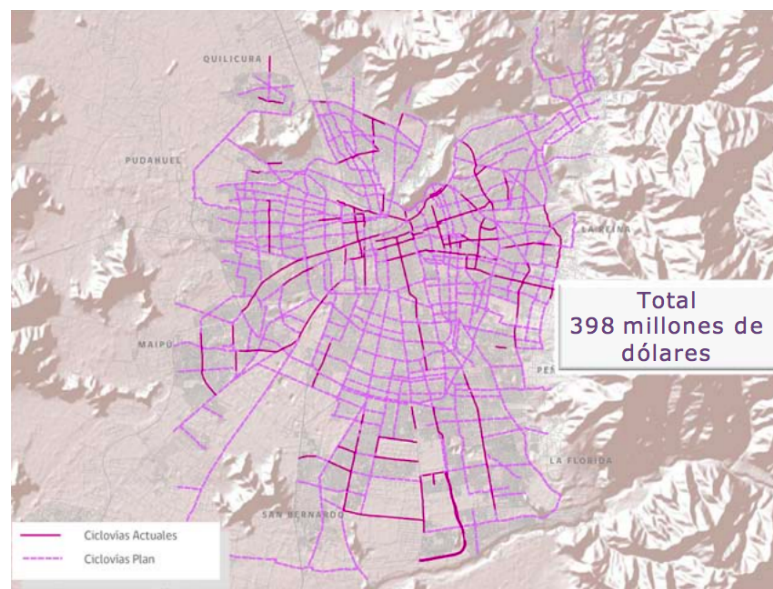 QUILICURA
PUDAHUEL
LA REINA
Total
398 millones de
dólares
MAIPÚ
LA FLORIDA
SAN BERNARDO
Ciclovías Actuales
Ciclovías Plan